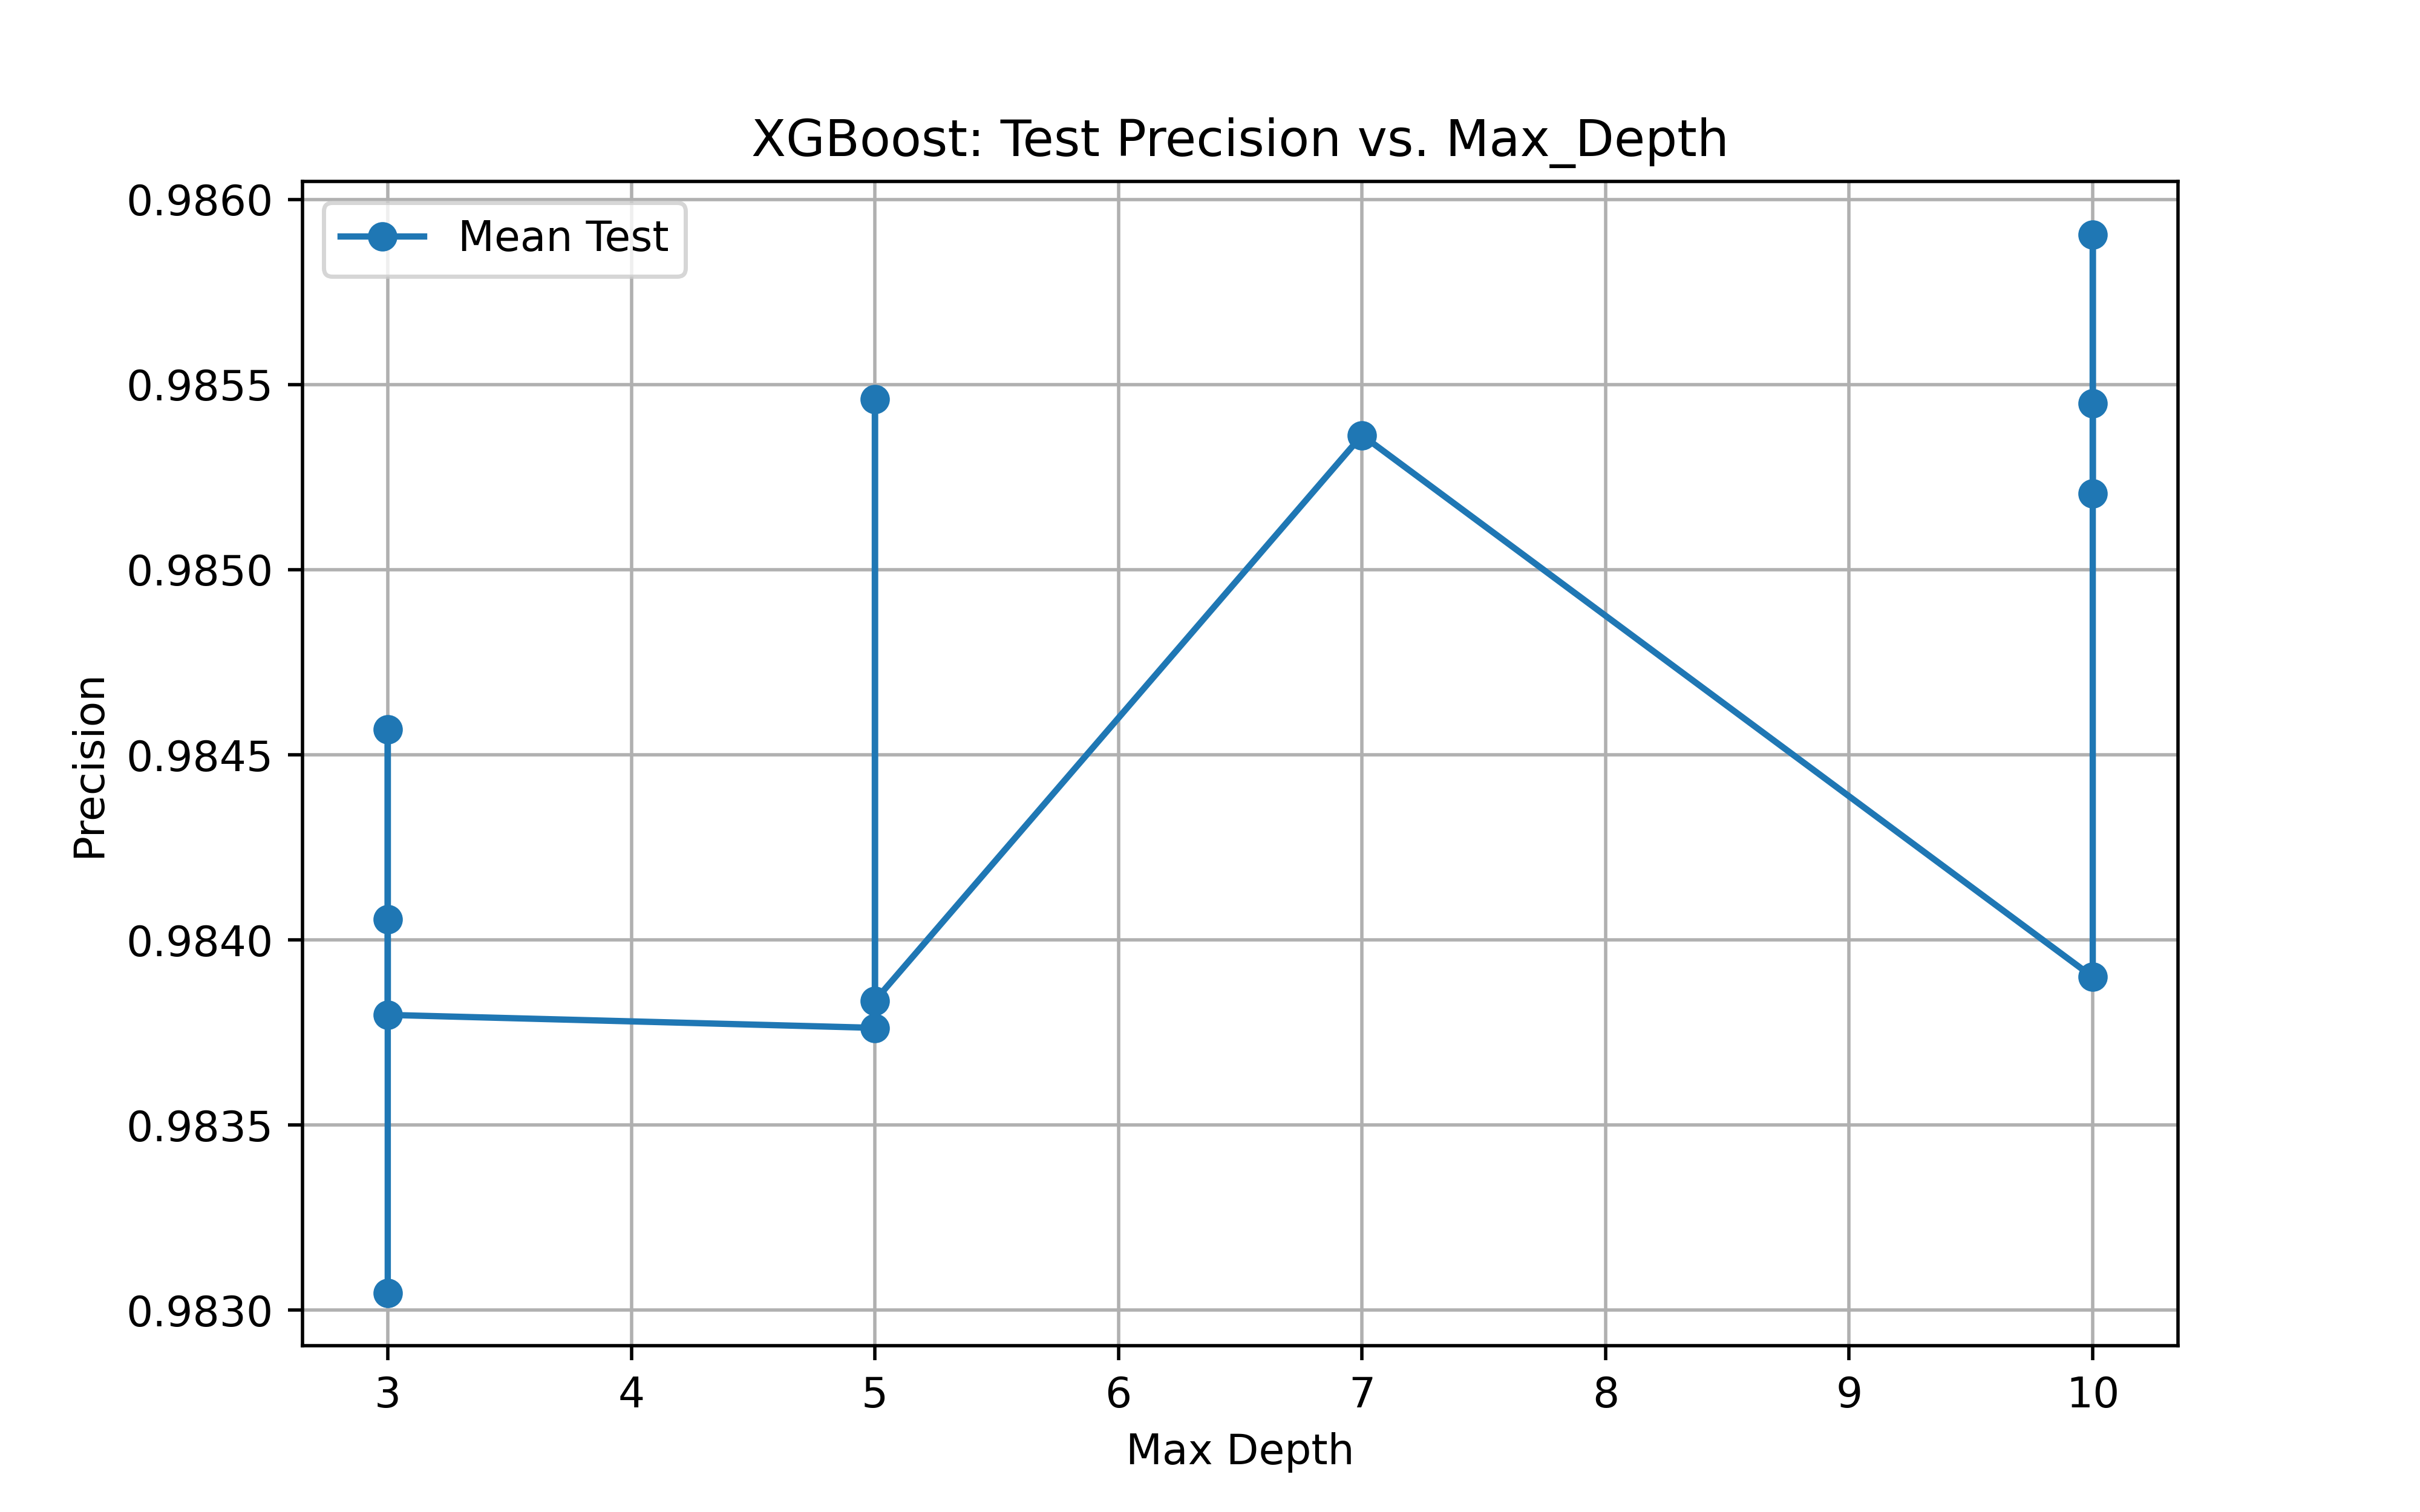 XGBoost: Test Precision vs. Max_Depth
Mean Test
0.9860
0.9855
0.9850
0.9845
0.9840
0.9835
0.9830
Precision
3 4 5 6 7 8 9 10
Max Depth